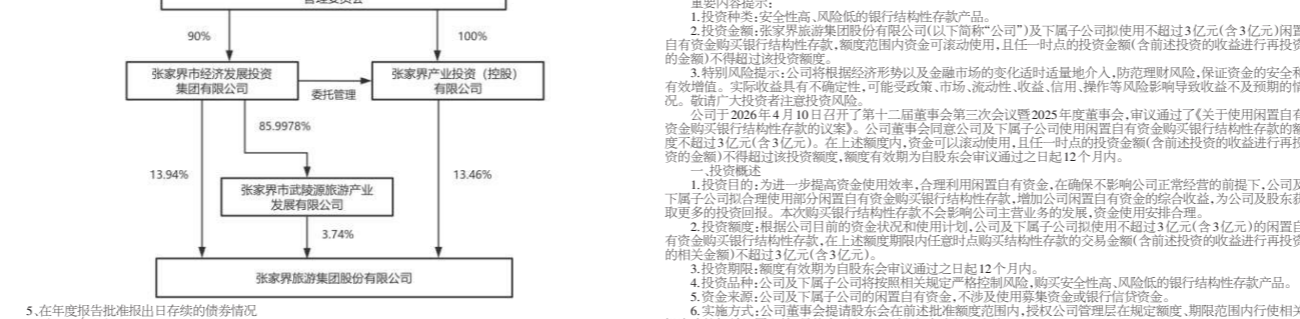 管理委员会
90%
100%
张家界市经济发展投资
集团有限公司
委托管理
张家界产业投资（控股）
有限公司
85.9978%
13.94%
13.46%
张家界市武陵源旅游产业
发展有限公司
3.74%
张家界旅游集团股份有限公司
5、在年度报告批准报出日存续的债券情况
重要内容提示：
1.投资种类：安全性高、风险低的银行结构性存款产品。
2.投资金额：张家界旅游集团股份有限公司（以下简称“公司”）及下属子公司拟使用不超过3亿元（含3亿元）闲置
自有资金购买银行结构性存款，额度范围内资金可滚动使用，且任一时点的投资金额（含前述投资的收益进行再投资
的金额）不得超过该投资额度。
3.特别风险提示：公司将根据经济形势以及金融市场的变化适时适量地介入，防范理财风险，保证资金的安全和
有效增值。实际收益具有不确定性，可能受政策、市场、流动性、收益、信用、操作等风险影响导致收益不及预期的情
况。敬请广大投资者注意投资风险。
公司于2026年4月10日召开了第十二届董事会第三次会议暨2025年度董事会，审议通过了《关于使用闲置自有
资金购买银行结构性存款的议案》。公司董事会同意公司及下属子公司使用闲置自有资金购买银行结构性存款的额
度不超过3亿元（含3亿元）。在上述额度内，资金可以滚动使用，且任一时点的投资金额（含前述投资的收益进行再投
资的金额）不得超过该投资额度，额度有效期为自股东会审议通过之日起12个月内。
一、投资概述
1.投资目的：为进一步提高资金使用效率，合理利用闲置自有资金，在确保不影响公司正常经营的前提下，公司及
下属子公司拟合理使用部分闲置自有资金购买银行结构性存款，增加公司闲置自有资金的综合收益，为公司及股东获
取更多的投资回报。本次购买银行结构性存款不会影响公司主营业务的发展，资金使用安排合理。
2.投资额度：根据公司目前的资金状况和使用计划，公司及下属子公司拟使用不超过3亿元（含3亿元）的闲置自
有资金购买银行结构性存款，在上述额度期限内任意时点购买结构性存款的交易金额（含前述投资的收益进行再投资
的相关金额）不超过3亿元（含3亿元）。
3.投资期限：额度有效期为自股东会审议通过之日起12个月内。
4.投资品种：公司及下属子公司将按照相关规定严格控制风险，购买安全性高、风险低的银行结构性存款产品。
5.资金来源：公司及下属子公司的闲置自有资金，不涉及使用募集资金或银行信贷资金。
6.实施方式：公司董事会提请股东会在前述批准额度范围内，授权公司管理层在规定额度、期限范围内行使相关